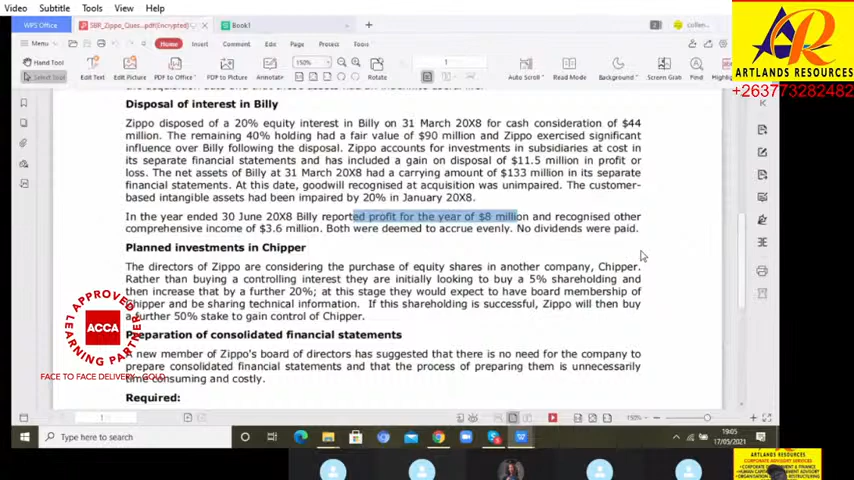 Video Subtitle Tools View Help
WPS Office SBR_Zippo_Ques...pdf(Encrypted) Book1
Menu Home Insert Comment Edit Page Protect Tools
Hand Tool 150% 1
Select Tool Edit Text Edit PDF PDF to Office PDF to Picture Annotate Rotate Auto Scroll Read Mode Background Screen Grab Find
ARTLANDS RESOURCES
+263773282482
Disposal of interest in Billy
Zippo disposed of a 20% equity interest in Billy on 31 March 20X8 for cash consideration of $44
million. The remaining 40% holding had a fair value of $90 million and Zippo exercised significant
influence over Billy following the disposal. Zippo accounts for investments in subsidiaries at cost in
its separate financial statements and has included a gain on disposal of $11.5 million in profit or
loss. The net assets of Billy at 31 March 20X8 had a carrying amount of $133 million in its separate
financial statements. At this date, goodwill recognised at acquisition was unimpaired. The customer-
based intangible assets had been impaired by 20% in January 20X8.
In the year ended 30 June 20X8 Billy reported profit for the year of $8 million and recognised other
comprehensive income of $3.6 million. Both were deemed to accrue evenly. No dividends were paid.
Planned investments in Chipper
The directors of Zippo are considering the purchase of equity shares in another company, Chipper.
Rather than buying a controlling interest they are initially looking to buy a 5% shareholding and
then increase that by a further 20%; at this stage they would expect to have board membership of
Chipper and be sharing technical information. If this shareholding is successful, Zippo will then buy
a further 50% stake to gain control of Chipper.
Preparation of consolidated financial statements
A new member of Zippo's board of directors has suggested that there is no need for the company to
prepare consolidated financial statements and that the process of preparing them is unnecessarily
time consuming and costly.
Required:
APPROVED
ACCA
LEARNING PARTNER
FACE TO FACE DELIVERY - GOLD
150%
Type here to search
19:05
17/05/2021
ARTLANDS RESOURCES